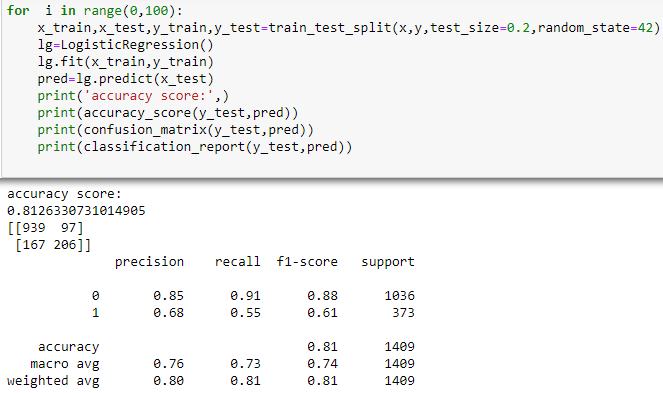 for  i in range(0,100):
    x_train,x_test,y_train,y_test=train_test_split(x,y,test_size=0.2,random_state=42)
    lg=LogisticRegression()
    lg.fit(x_train,y_train)
    pred=lg.predict(x_test)
    print('accuracy score:',)
    print(accuracy_score(y_test,pred))
    print(confusion_matrix(y_test,pred))
    print(classification_report(y_test,pred))
accuracy score:
0.8126330731014905
[[939  97]
 [167 206]]
              precision    recall  f1-score   support
           0       0.85      0.91      0.88      1036
           1       0.68      0.55      0.61       373
    accuracy                           0.81      1409
   macro avg       0.76      0.73      0.74      1409
weighted avg       0.80      0.81      0.81      1409